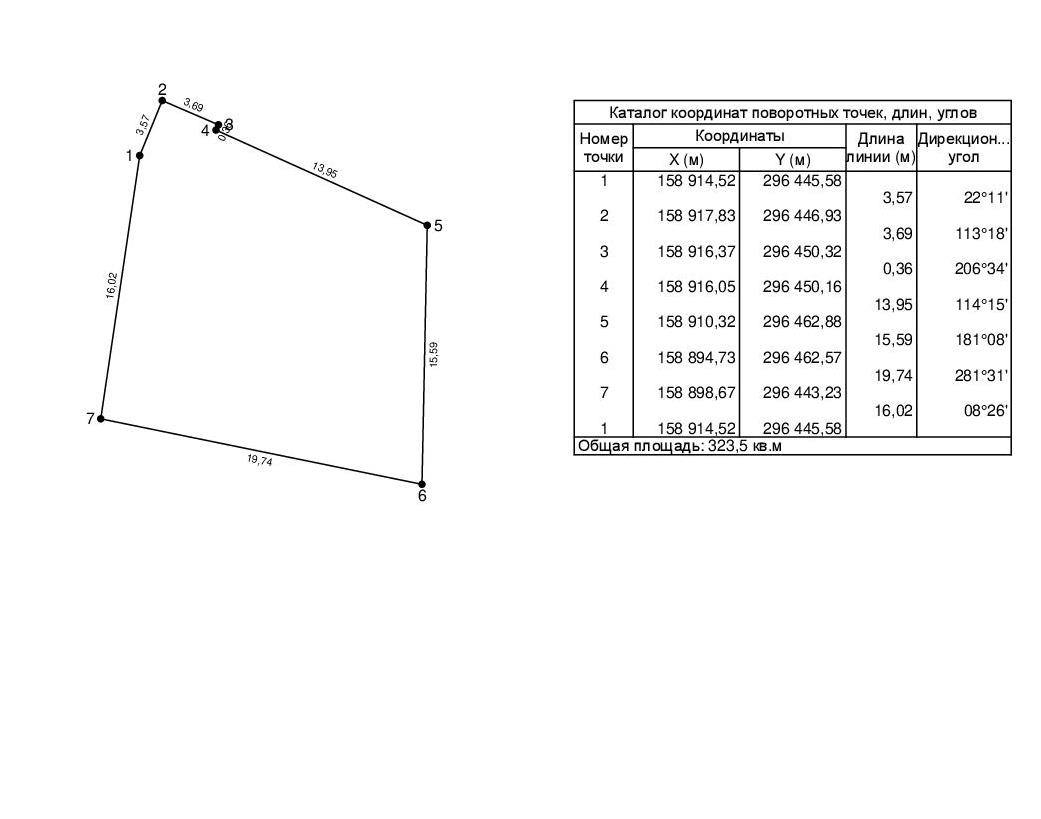 2
3,69
3
4
3,57
1
13,95
5
16,02
15,59
7
19,74
6
Каталог координат поворотных точек, длин, углов
Номер точки Координаты Длина линии (м) Дирекцион... угол
X (м) Y (м)
1 158 914,52 296 445,58
3,57 22°11'
2 158 917,83 296 446,93
3,69 113°18'
3 158 916,37 296 450,32
0,36 206°34'
4 158 916,05 296 450,16
13,95 114°15'
5 158 910,32 296 462,88
15,59 181°08'
6 158 894,73 296 462,57
19,74 281°31'
7 158 898,67 296 443,23
16,02 08°26'
1 158 914,52 296 445,58
Общая площадь: 323,5 кв.м